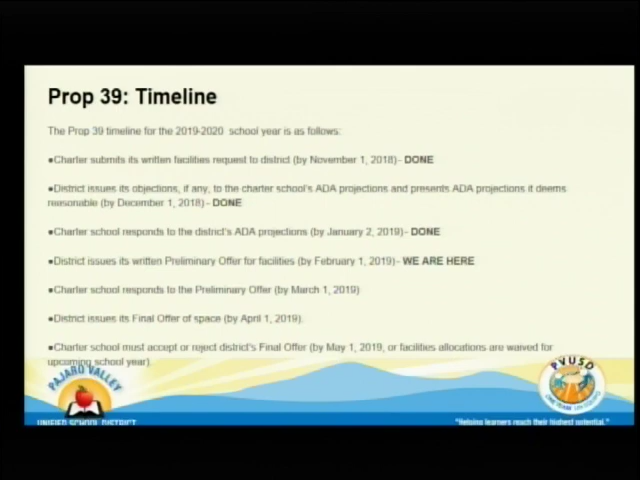 Prop 39: Timeline
The Prop 39 timeline for the 2019-2020 school year is as follows:
●Charter submits its written facilities request to district (by November 1, 2018)- DONE
●District issues its objections, if any, to the charter school's ADA projections and presents ADA projections it deems
reasonable (by December 1, 2018)- DONE
●Charter school responds to the district's ADA projections (by January 2, 2019)- DONE
●District issues its written Preliminary Offer for facilities (by February 1, 2019)- WE ARE HERE
●Charter school responds to the Preliminary Offer (by March 1, 2019)
●District issues its Final Offer of space (by April 1, 2019).
●Charter school must accept or reject district's Final Offer (by May 1, 2019, or facilities allocations are waived for
upcoming school year).
PAJARO VALLEY
UNIFIED SCHOOL DISTRICT
PVUSD
"Helping learners reach their highest potential."